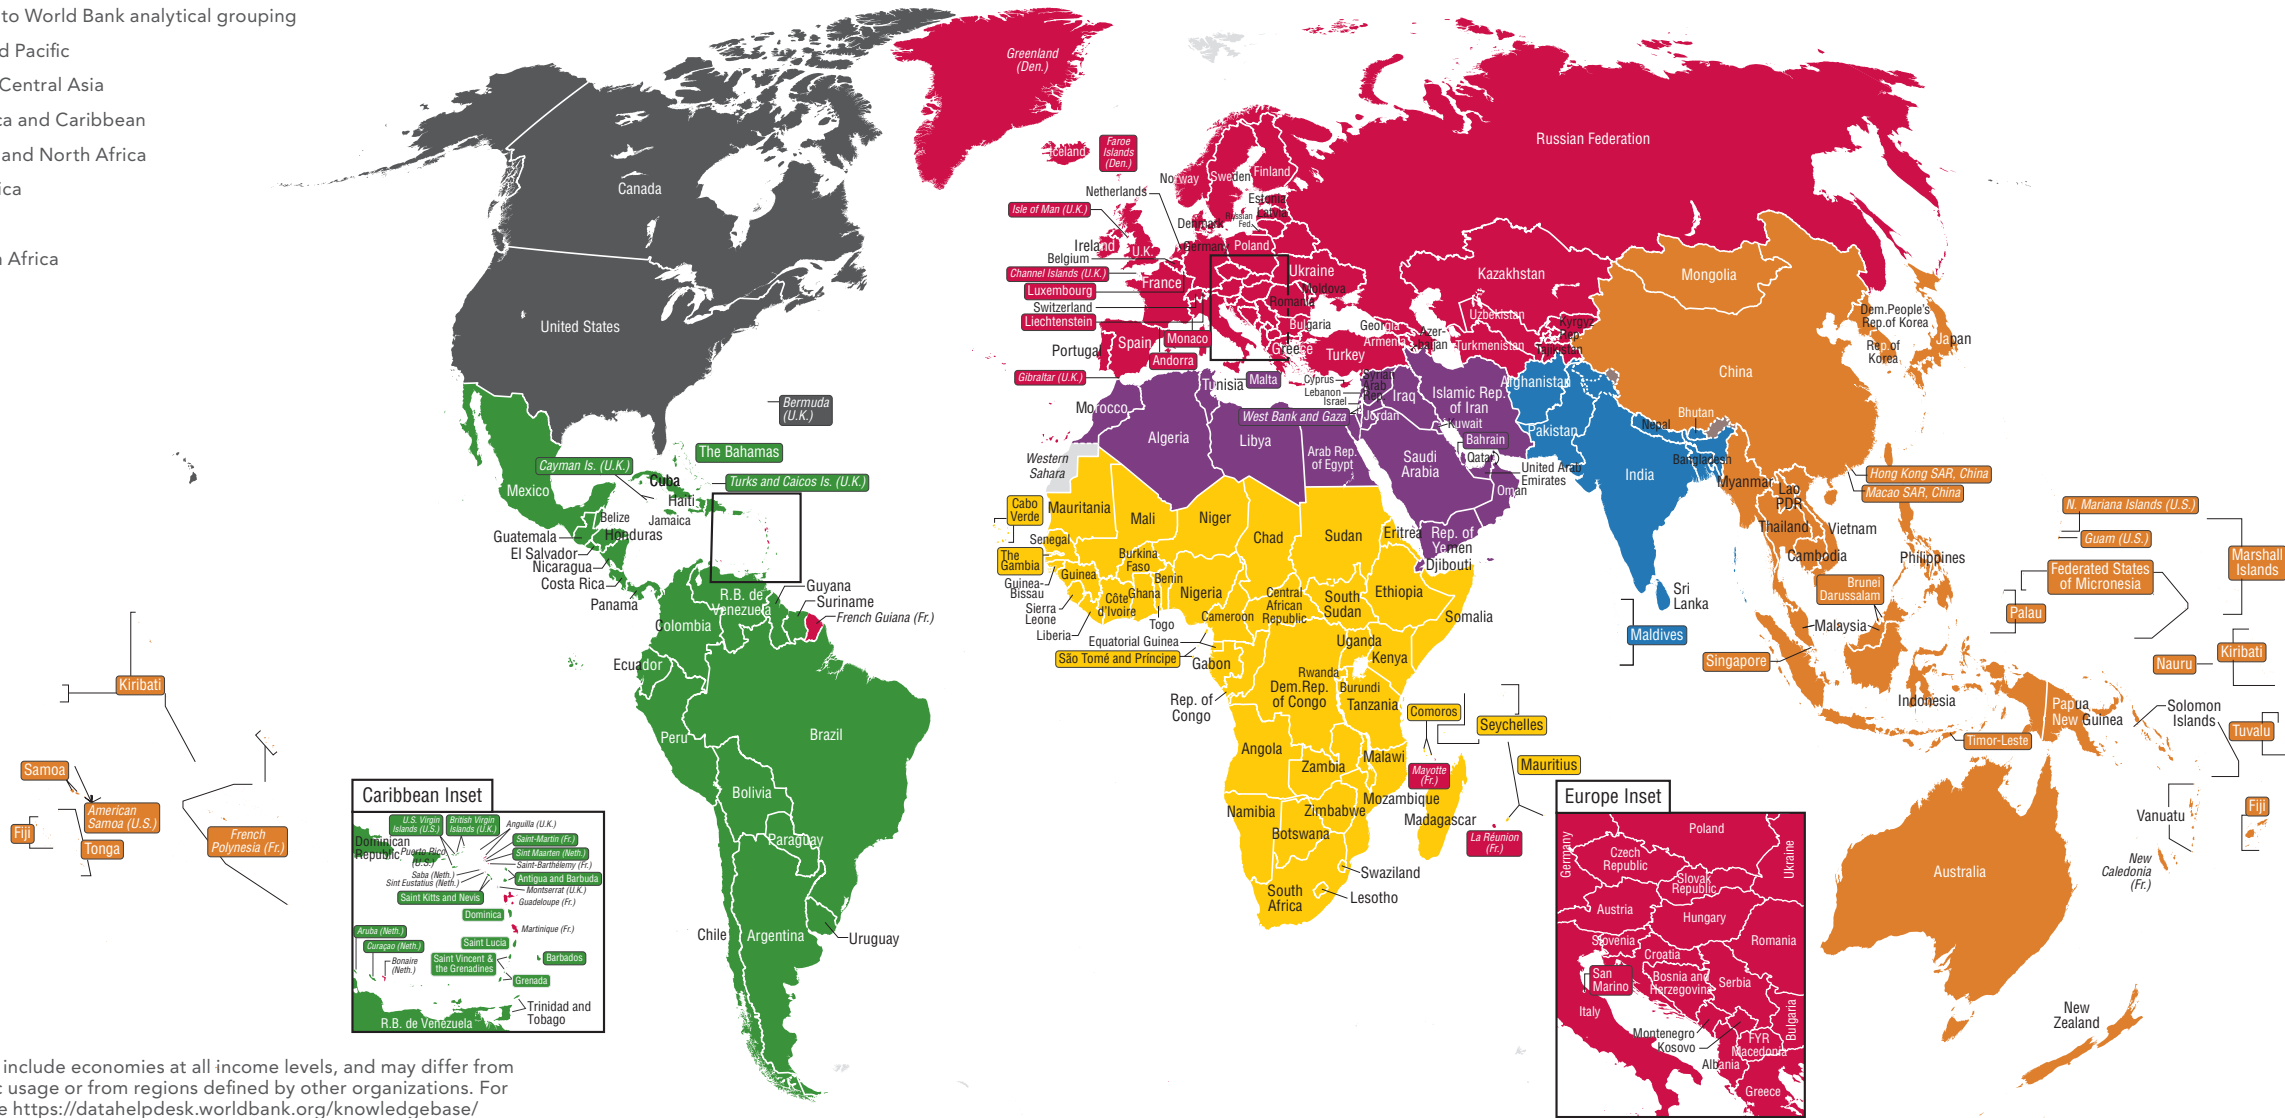 to World Bank analytical grouping
d Pacific
Central Asia
ca and Caribbean
and North Africa
ica
n Africa
Greenland
(Den.)
Faroe
Islands
(Den.)
Iceland
Norway
Sweden
Finland
Russian Federation
Canada
Netherlands
Isle of Man (U.K.)
Estonia
Latvia
Denmark
Russian
Fed.
Ireland
U.K.
Germany
Poland
Belgium
Channel Islands (U.K.)
Luxembourg
France
Ukraine
Moldova
Romania
Switzerland
Liechtenstein
Kazakhstan
Mongolia
United States
Uzbekistan
Kyrgyz
Rep.
Dem.People's
Rep.of Korea
Japan
Rep.of
Korea
Portugal
Spain
Monaco
Andorra
Bulgaria
Greece
Georgia
Armenia
Azer-
baijan
Turkey
Turkmenistan
Tajikistan
China
Gibraltar (U.K.)
Tunisia
Malta
Cyprus
Lebanon
Israel
Syrian
Arab
Rep.
Iraq
Islamic Rep.
of Iran
Afghanistan
Bermuda
(U.K.)
Morocco
West Bank and Gaza
Jordan
Kuwait
Pakistan
Nepal
Bhutan
Algeria
Libya
Arab Rep.
of Egypt
Saudi
Arabia
Bahrain
Qatar
United Arab
Emirates
Oman
India
Bangladesh
Western
Sahara
The Bahamas
Cayman Is. (U.K.)
Cuba
Turks and Caicos Is. (U.K.)
Mexico
Haiti
Belize
Jamaica
Guatemala
Honduras
El Salvador
Nicaragua
Costa Rica
Panama
Myanmar
Lao
PDR
Hong Kong SAR, China
Macao SAR, China
Thailand
Vietnam
Cambodia
Philippines
N. Mariana Islands (U.S.)
Guam (U.S.)
Marshall
Islands
Federated States
of Micronesia
Palau
Cabo
Verde
Mauritania
Mali
Niger
Chad
Sudan
Eritrea
Rep. of
Yemen
Djibouti
Senegal
The
Gambia
Guinea-
Bissau
Guinea
Burkina
Faso
Benin
Sierra
Leone
Côte
d'Ivoire
Ghana
Nigeria
Liberia
Togo
Cameroon
Central
African
Republic
South
Sudan
Ethiopia
Somalia
Equatorial Guinea
São Tomé and Príncipe
Gabon
Uganda
Kenya
Rwanda
Burundi
Rep. of
Congo
Dem.Rep.
of Congo
Tanzania
Sri
Lanka
Maldives
Brunei
Darussalam
Malaysia
Singapore
Indonesia
Nauru
Kiribati
Papua
New Guinea
Solomon
Islands
Timor-Leste
Tuvalu
Guyana
Suriname
French Guiana (Fr.)
R.B. de
Venezuela
Colombia
Ecuador
Peru
Brazil
Bolivia
Paraguay
Chile
Argentina
Uruguay
Kiribati
Samoa
American
Samoa (U.S.)
Fiji
Tonga
French
Polynesia (Fr.)
Comoros
Seychelles
Angola
Zambia
Malawi
Mayotte
(Fr.)
Mauritius
Mozambique
Namibia
Zimbabwe
Botswana
Madagascar
La Réunion
(Fr.)
Swaziland
South
Africa
Lesotho
Vanuatu
Fiji
New
Caledonia
(Fr.)
Australia
New
Zealand
Caribbean Inset
U.S. Virgin
Islands (U.S.)
British Virgin
Islands (U.K.)
Anguilla (U.K.)
Saint-Martin (Fr.)
Dominican
Republic
Puerto Rico
(U.S.)
Sint Maarten (Neth.)
Saint-Barthélemy (Fr.)
Saba (Neth.)
Sint Eustatius (Neth.)
Antigua and Barbuda
Montserrat (U.K.)
Saint Kitts and Nevis
Guadeloupe (Fr.)
Dominica
Martinique (Fr.)
Aruba (Neth.)
Curaçao (Neth.)
Saint Lucia
Bonaire
(Neth.)
Saint Vincent &
the Grenadines
Barbados
Grenada
Trinidad and
Tobago
R.B. de Venezuela
Europe Inset
Germany
Poland
Ukraine
Czech
Republic
Slovak
Republic
Austria
Hungary
Slovenia
Croatia
Romania
San
Marino
Bosnia and
Herzegovina
Serbia
Italy
Bulgaria
Montenegro
Kosovo
FYR
Macedonia
Albania
Greece
include economies at all income levels, and may differ from
c usage or from regions defined by other organizations. For
e https://datahelpdesk.worldbank.org/knowledgebase/